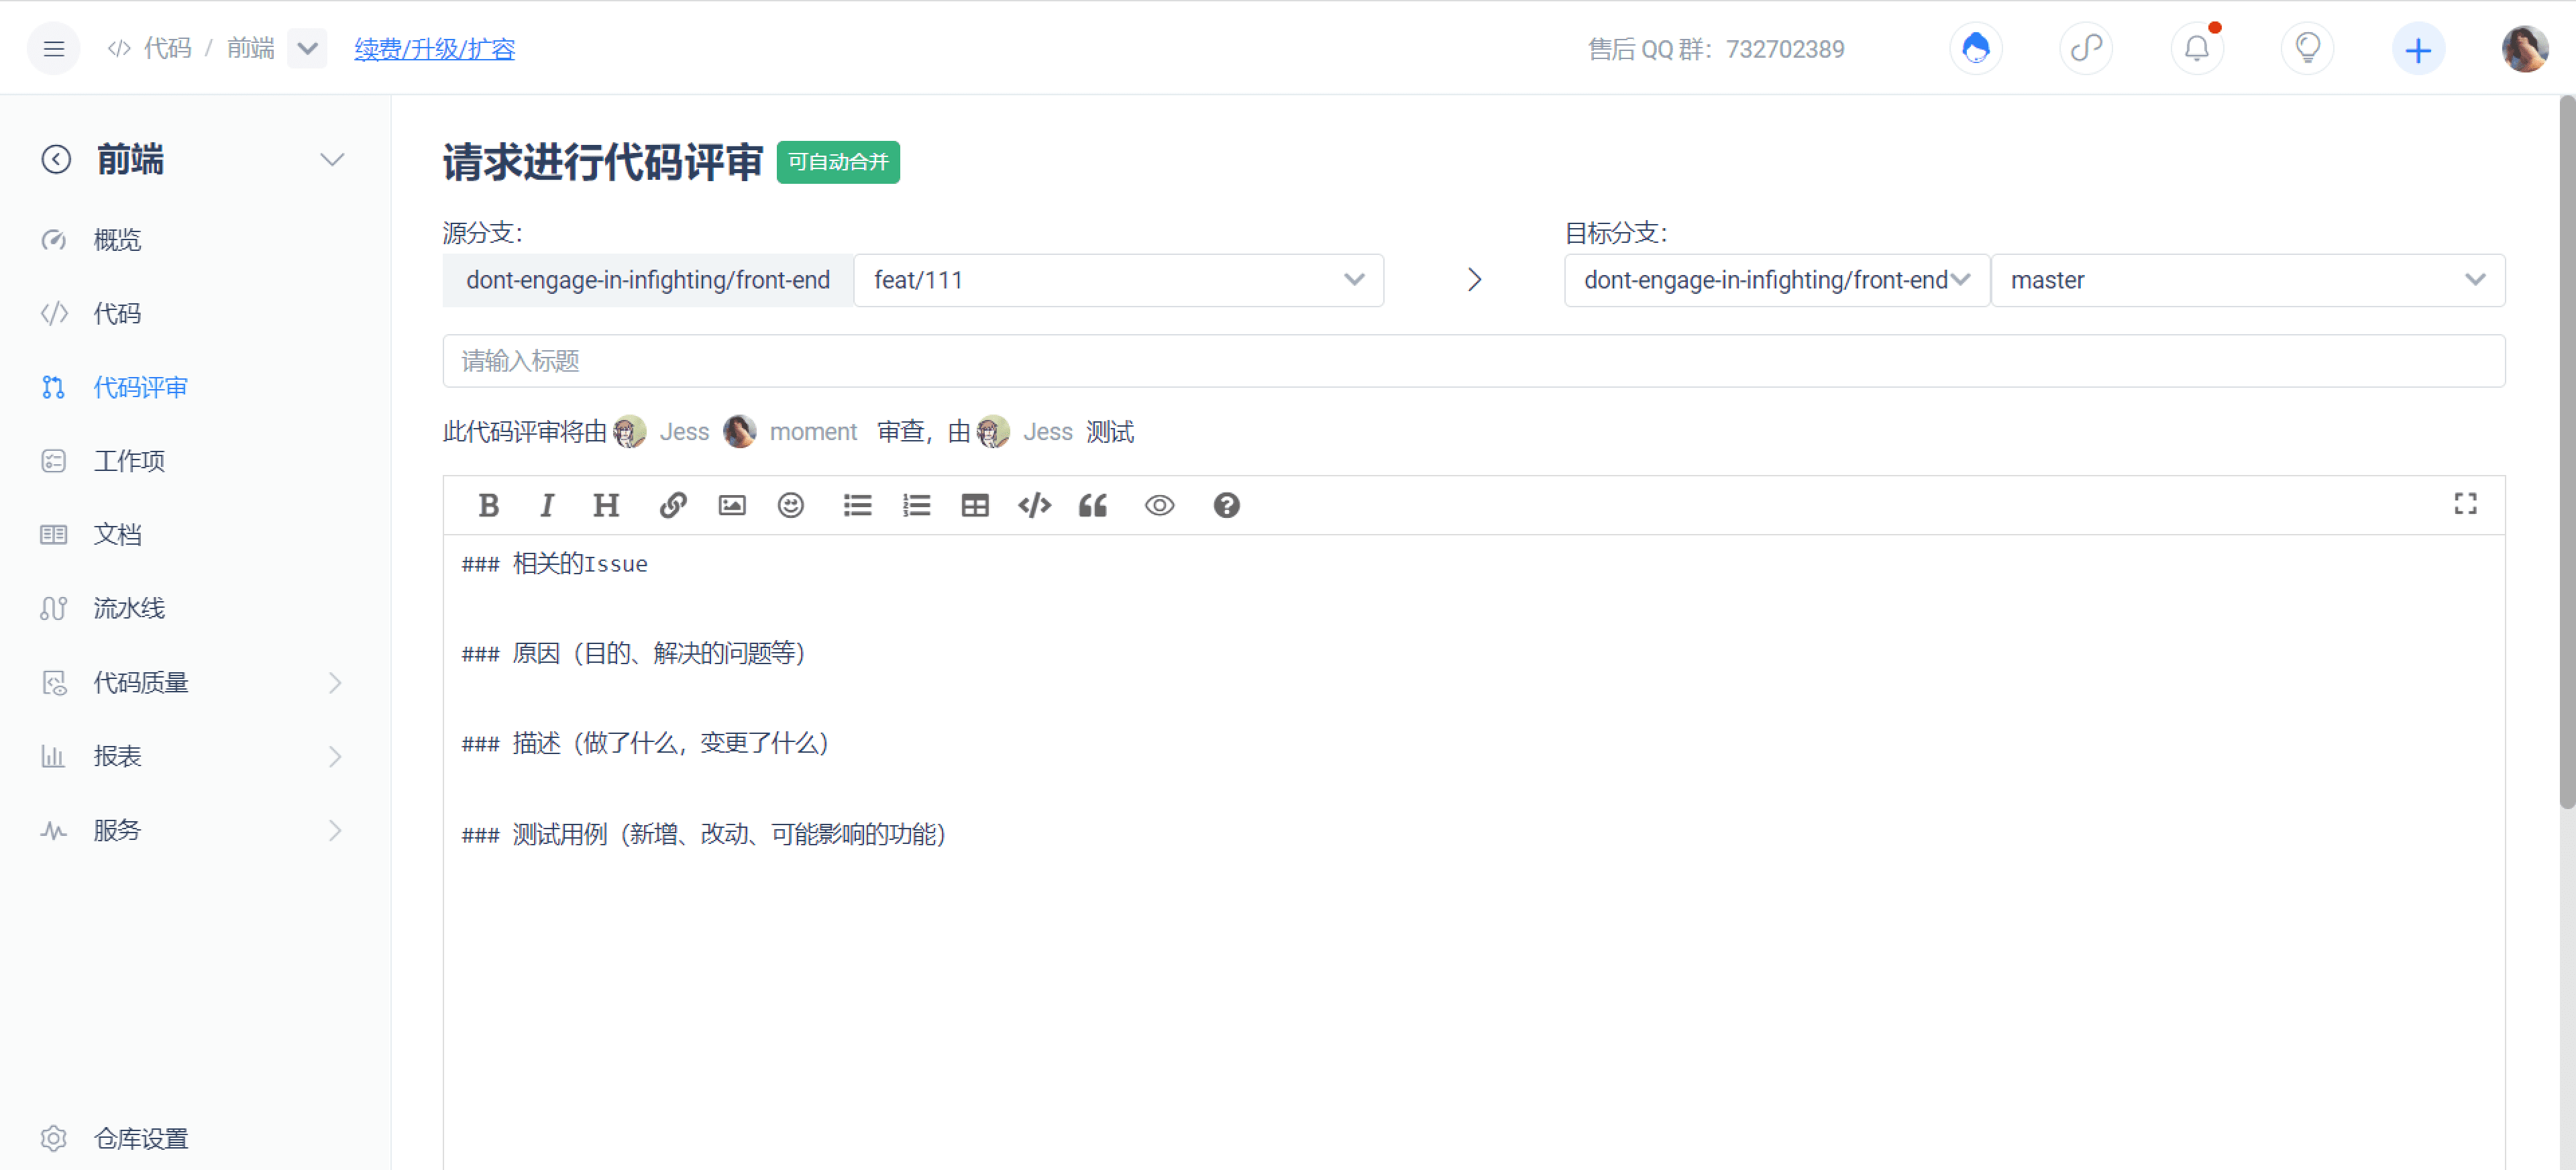 代码 / 前端 续费/升级/扩容 售后 QQ 群：732702389
前端
概览
代码
代码评审
工作项
文档
流水线
代码质量
报表
服务
仓库设置
请求进行代码评审 可自动合并
源分支：
dont-engage-in-infighting/front-end feat/111
目标分支：
dont-engage-in-infighting/front-end master
请输入标题
此代码评审将由 Jess moment 审查，由 Jess 测试
### 相关的Issue
### 原因（目的、解决的问题等）
### 描述（做了什么，变更了什么）
### 测试用例（新增、改动、可能影响的功能）